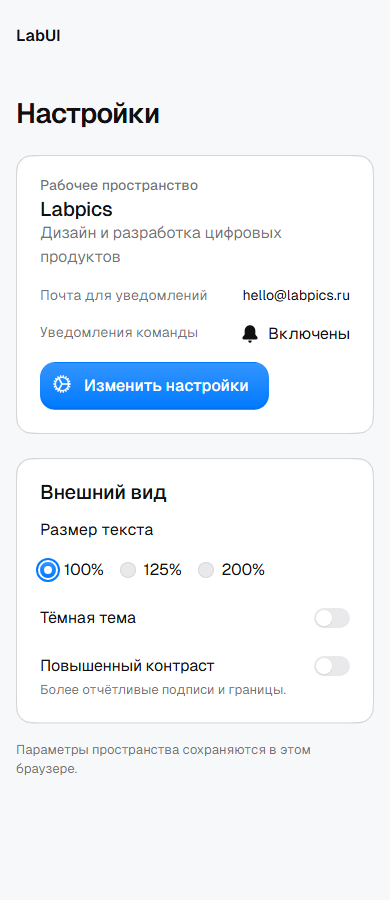 LabUI
Настройки
Рабочее пространство
Labpics
Дизайн и разработка цифровых
продуктов
Почта для уведомлений hello@labpics.ru
Уведомления команды Включены
Изменить настройки
Внешний вид
Размер текста
100% 125% 200%
Тёмная тема
Повышенный контраст
Более отчётливые подписи и границы.
Параметры пространства сохраняются в этом
браузере.